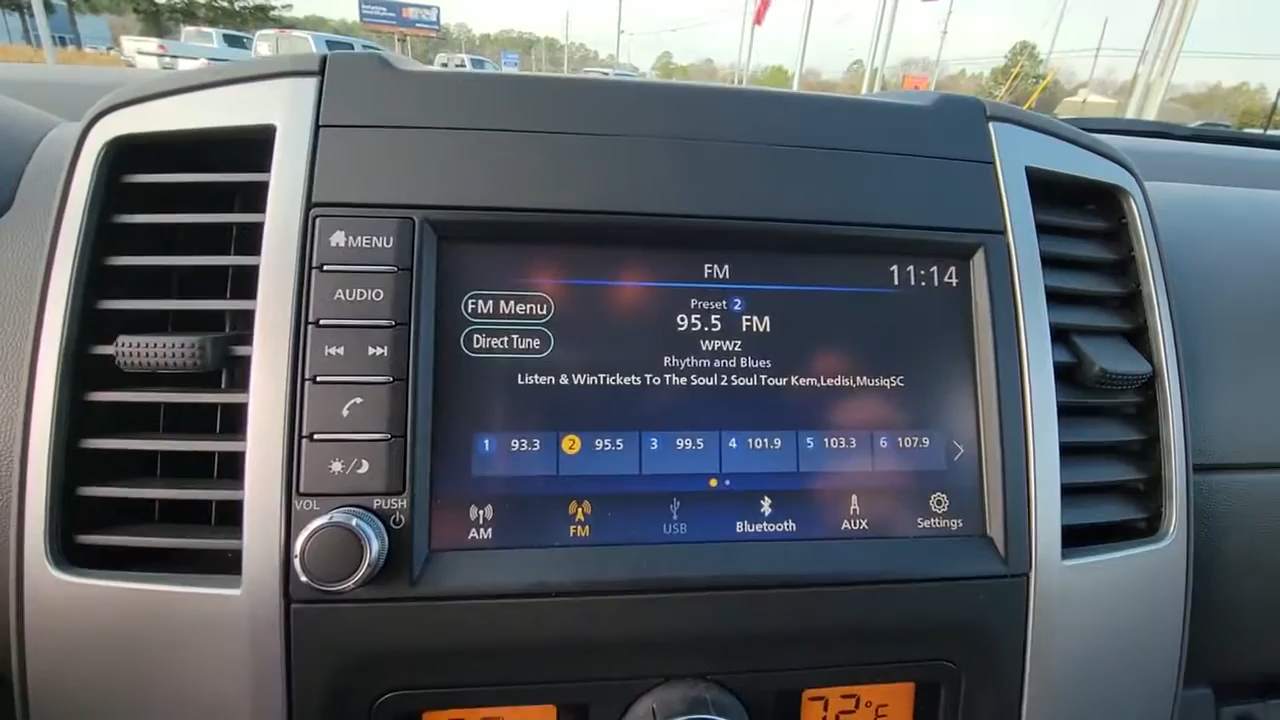 MENU
AUDIO
VOL
PUSH
FM
11:14
FM Menu
Direct Tune
Preset 2
95.5 FM
WPWZ
Rhythm and Blues
Listen & WinTickets To The Soul 2 Soul Tour Kem,Ledisi,MusiqSC
1 93.3 2 95.5 3 99.5 4 101.9 5 103.3 6 107.9
AM FM USB Bluetooth AUX Settings
72°F